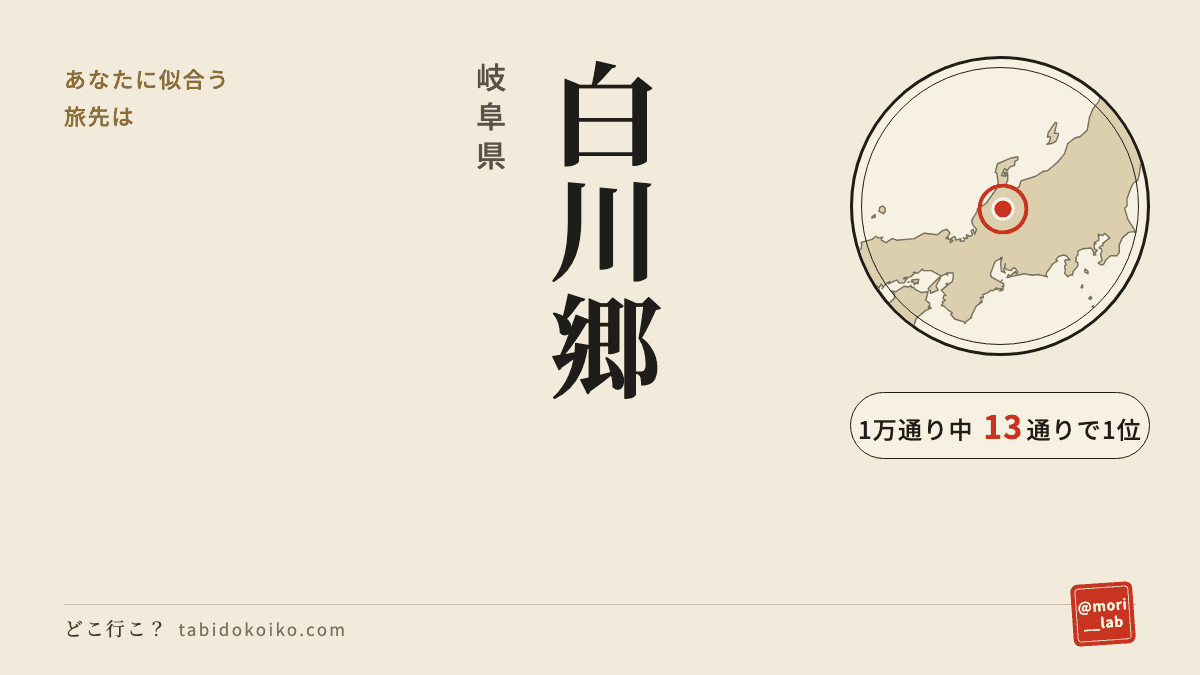 あなたに似合う
旅先は
白川郷
岐阜県
1万通り中 13通りで1位
どこ行こ？ tabidokoiko.com
@mori
__lab